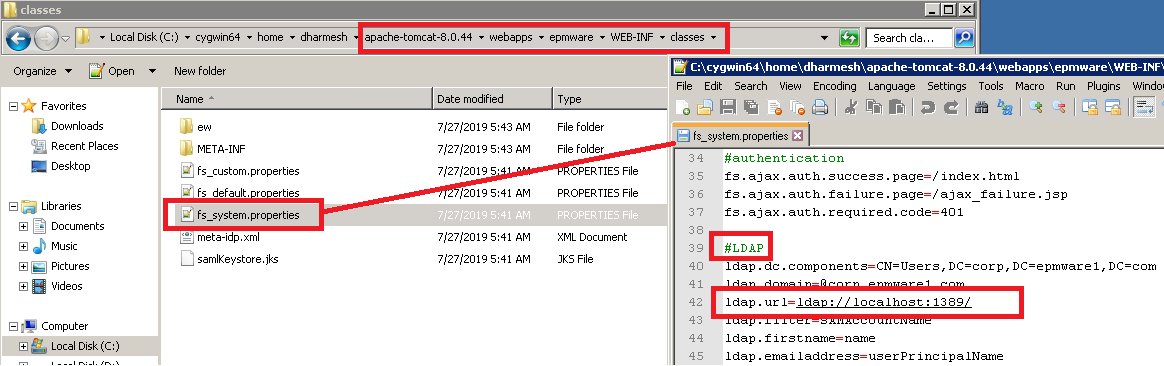 classes
Local Disk (C:) ▸ cygwin64 ▸ home ▸ dharmesh ▸ apache-tomcat-8.0.44 ▸ webapps ▸ epmware ▸ WEB-INF ▸ classes
Search cla...
Organize Open New folder
Favorites
Downloads
Recent Places
Desktop
Libraries
Documents
Music
Pictures
Videos
Computer
Local Disk (C:)
Local Disk (D:)
Name Date modified Type
ew 7/27/2019 5:43 AM File folder
META-INF 7/27/2019 5:43 AM File folder
fs_custom.properties 7/27/2019 5:41 AM PROPERTIES File
fs_default.properties 7/27/2019 5:41 AM PROPERTIES File
fs_system.properties 7/27/2019 5:41 AM PROPERTIES File
meta-idp.xml 7/27/2019 5:41 AM XML Document
samlKeystore.jks 7/27/2019 5:41 AM JKS File
C:\cygwin64\home\dharmesh\apache-tomcat-8.0.44\webapps\epmware\WEB-INF\
File Edit Search View Encoding Language Settings Tools Macro Run Plugins Window
fs_system.properties
34 #authentication
35 fs.ajax.auth.success.page=/index.html
36 fs.ajax.auth.failure.page=/ajax_failure.jsp
37 fs.ajax.auth.required.code=401
38
39 #LDAP
40 ldap.dc.components=CN=Users,DC=corp,DC=epmware1,DC=com
41 ldap.domain=@corp.epmware1.com
42 ldap.url=ldap://localhost:1389/
43 ldap.filter=sAMAccountName
44 ldap.firstname=name
45 ldap.emailaddress=userPrincipalName